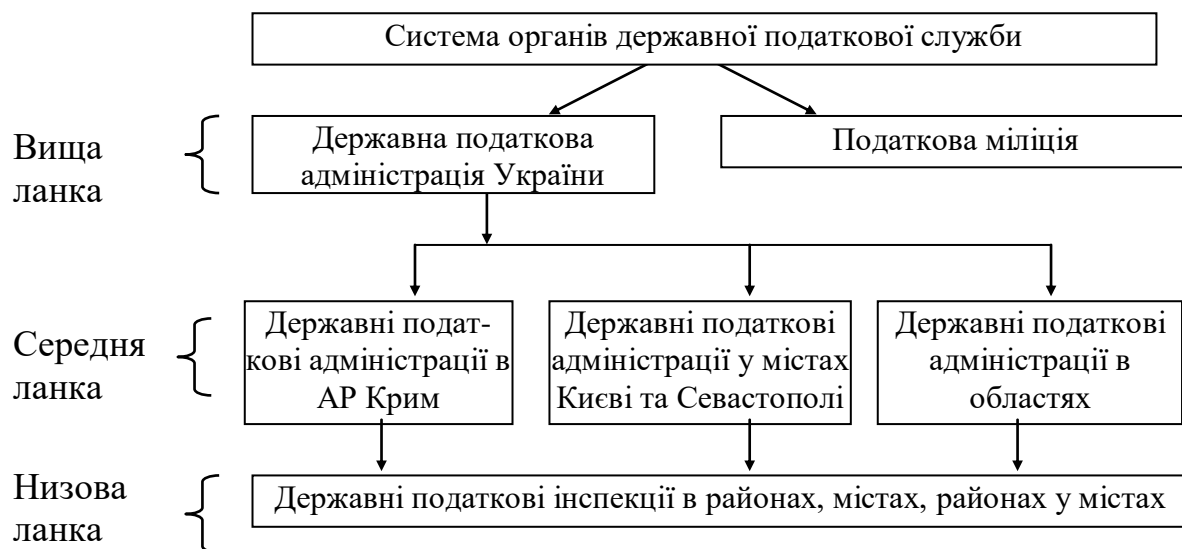 Система органів державної податкової служби
Вища
ланка
Державна податкова
адміністрація України
Податкова міліція
Середня
ланка
Державні подат-
кові адміністрації в
АР Крим
Державні податкові
адміністрації у містах
Києві та Севастополі
Державні податкові
адміністрації в
областях
Низова
ланка
Державні податкові інспекції в районах, містах, районах у містах